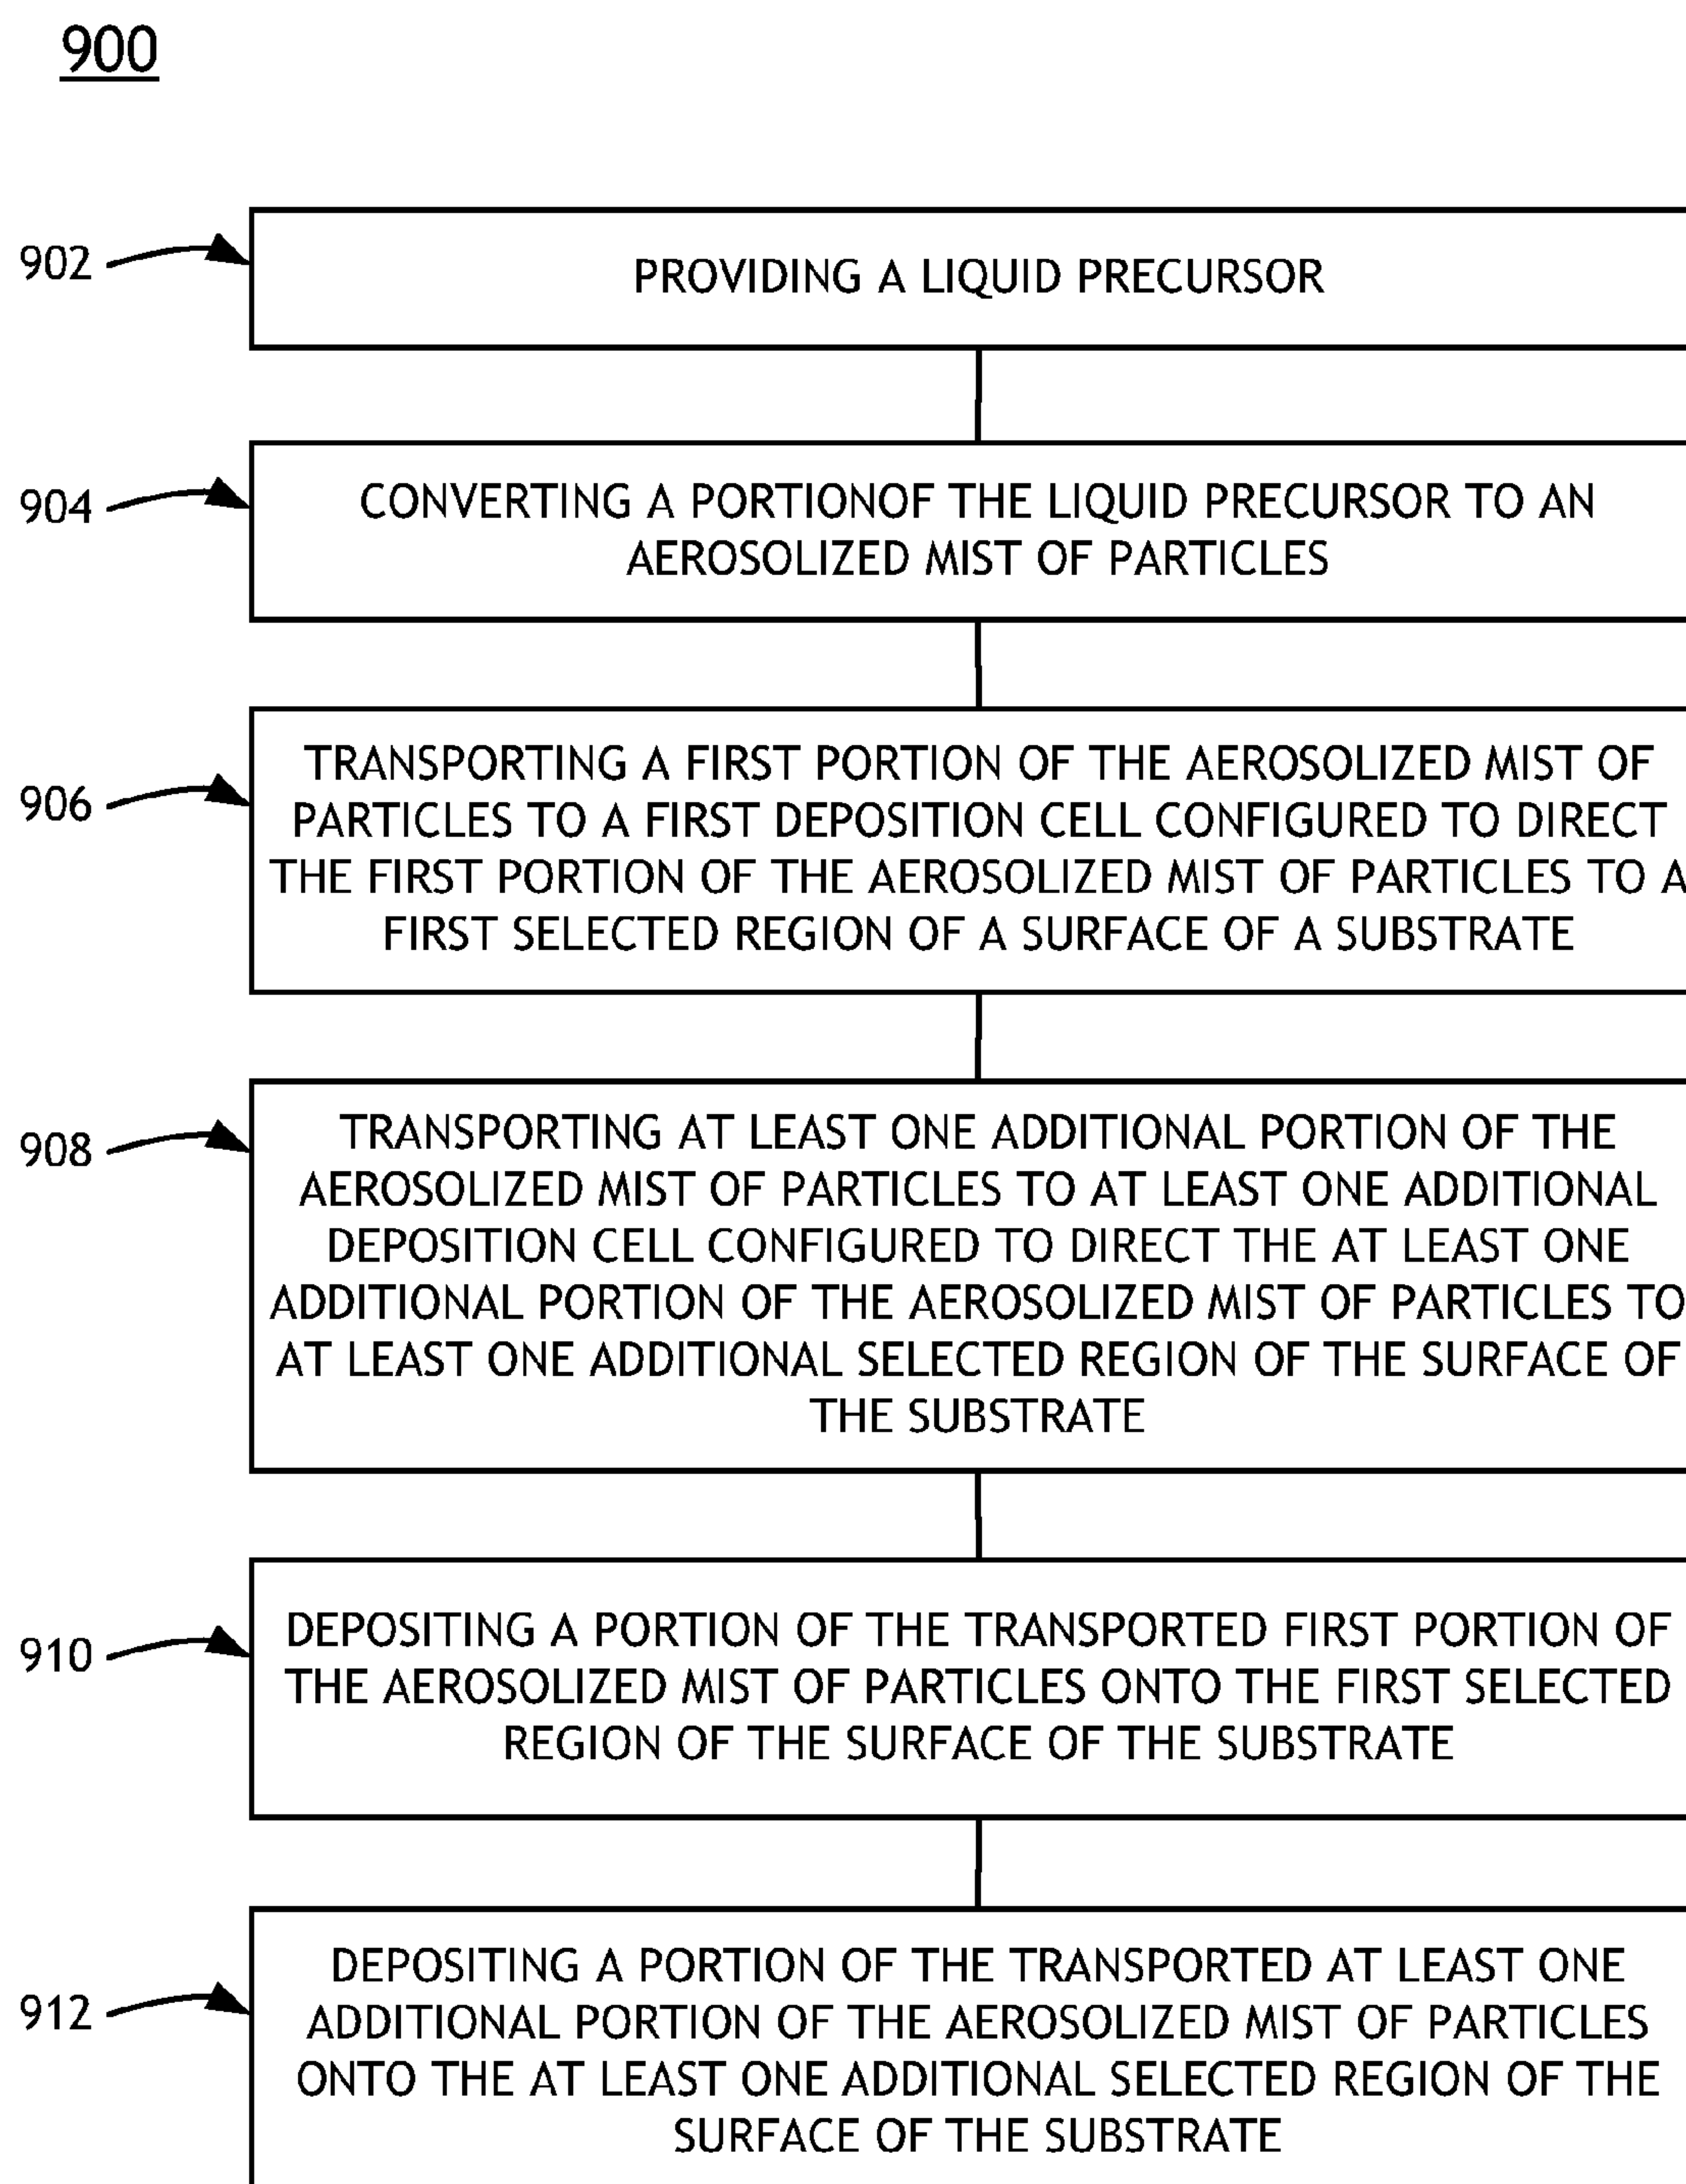 900
902
PROVIDING A LIQUID PRECURSOR
904
CONVERTING A PORTIONOF THE LIQUID PRECURSOR TO AN
AEROSOLIZED MIST OF PARTICLES
906
TRANSPORTING A FIRST PORTION OF THE AEROSOLIZED MIST OF
PARTICLES TO A FIRST DEPOSITION CELL CONFIGURED TO DIRECT
THE FIRST PORTION OF THE AEROSOLIZED MIST OF PARTICLES TO A
FIRST SELECTED REGION OF A SURFACE OF A SUBSTRATE
908
TRANSPORTING AT LEAST ONE ADDITIONAL PORTION OF THE
AEROSOLIZED MIST OF PARTICLES TO AT LEAST ONE ADDITIONAL
DEPOSITION CELL CONFIGURED TO DIRECT THE AT LEAST ONE
ADDITIONAL PORTION OF THE AEROSOLIZED MIST OF PARTICLES TO
AT LEAST ONE ADDITIONAL SELECTED REGION OF THE SURFACE OF
THE SUBSTRATE
910
DEPOSITING A PORTION OF THE TRANSPORTED FIRST PORTION OF
THE AEROSOLIZED MIST OF PARTICLES ONTO THE FIRST SELECTED
REGION OF THE SURFACE OF THE SUBSTRATE
912
DEPOSITING A PORTION OF THE TRANSPORTED AT LEAST ONE
ADDITIONAL PORTION OF THE AEROSOLIZED MIST OF PARTICLES
ONTO THE AT LEAST ONE ADDITIONAL SELECTED REGION OF THE
SURFACE OF THE SUBSTRATE